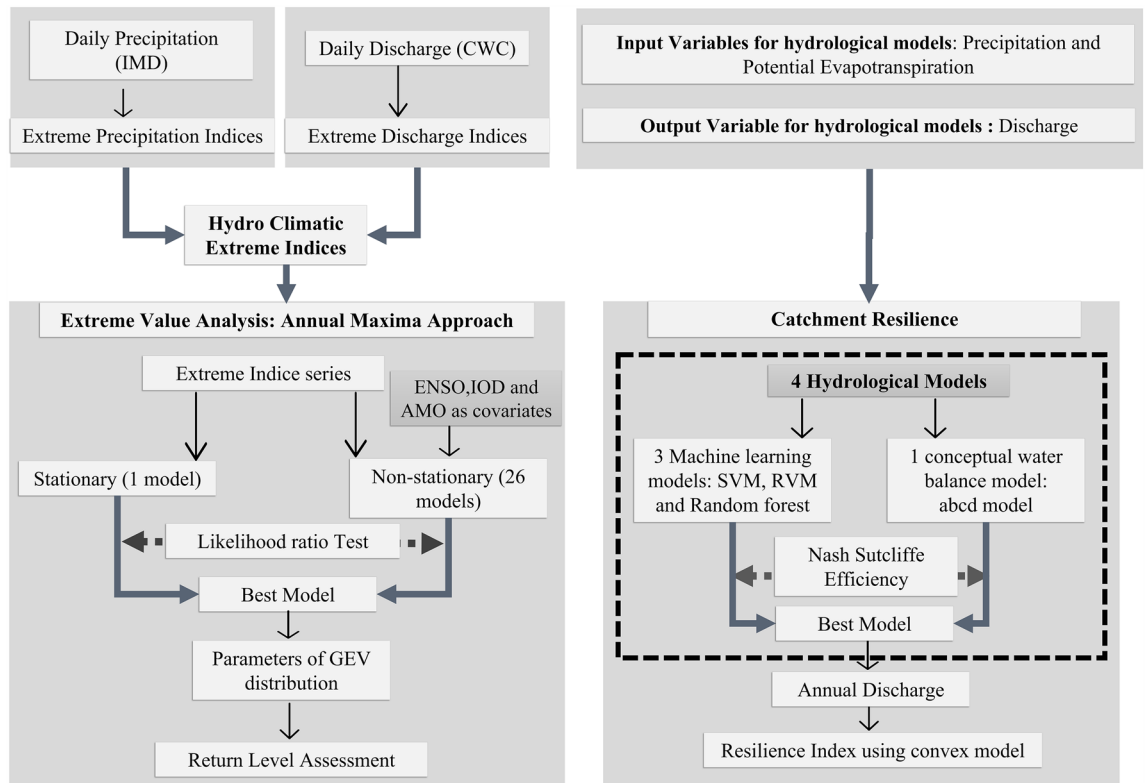 Daily Precipitation
(IMD)
Extreme Precipitation Indices
Daily Discharge (CWC)
Extreme Discharge Indices
Hydro Climatic
Extreme Indices
Extreme Value Analysis: Annual Maxima Approach
Extreme Indice series
ENSO,IOD and
AMO as covariates
Stationary (1 model)
Non-stationary (26
models)
Likelihood ratio Test
Best Model
Parameters of GEV
distribution
Return Level Assessment
Input Variables for hydrological models: Precipitation and
Potential Evapotranspiration
Output Variable for hydrological models : Discharge
Catchment Resilience
4 Hydrological Models
3 Machine learning
models: SVM, RVM
and Random forest
1 conceptual water
balance model:
abcd model
Nash Sutcliffe
Efficiency
Best Model
Annual Discharge
Resilience Index using convex model